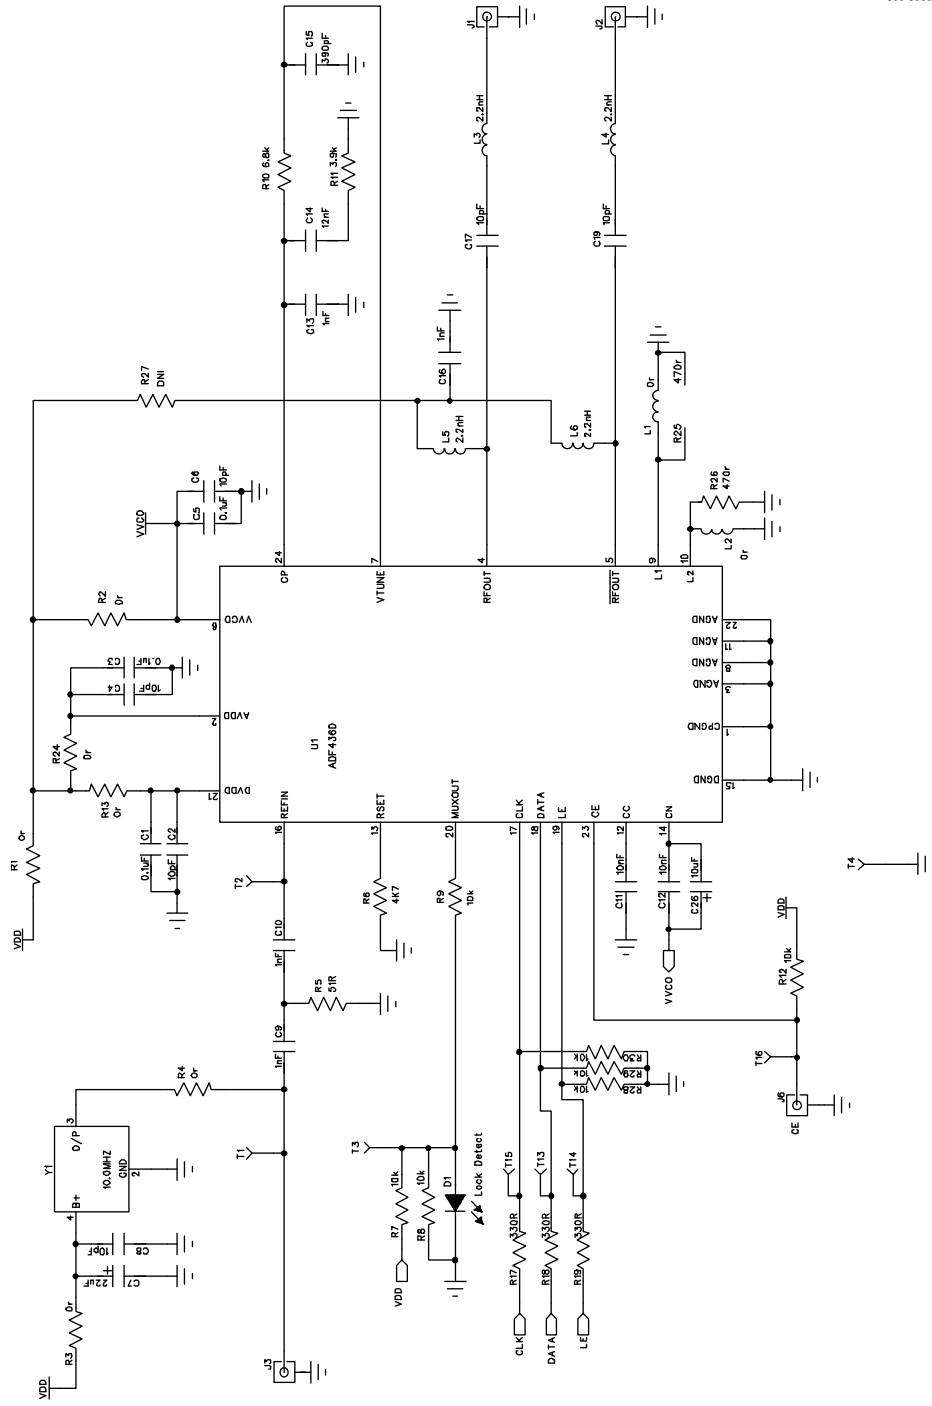 C15
390pF
R10 6.8k
R11 3.9k
C14
12nF
C13
1nF
J1
L3 2.2nH
C17 10pF
J2
L4 2.2nH
C19 10pF
R27
DNI
C16 1nF
L5
2.2nH
L6
2.2nH
L1 0r
R25 470r
R26
470r
L2
0r
VVCO
C6 10pF
C5 0.1uF
R2
0r
C3 0.1uF
C4 10pF
R24
0r
R13
0r
C1 0.1uF
C2 10pF
R1 0r
VDD
24 CP
7 VTUNE
4 RFOUT
5 RFOUT
9 L1
10 L2
6 VVCO
2 AVDD
21 DVDD
U1
16 REFIN
13 RSET
20 MUXOUT
17 CLK
18 DATA
19 LE
23 CE
12 CC
14 CN
AGND 22
AGND 11
AGND 8
AGND 3
CPGND 1
DGND 15
T2
C10 1nF
R5
51R
C9 1nF
R4
0r
T1
R6
4K7
R9
10k
Y1
10.0MHZ
O/P 3
GND 2
B+ 4
C8 10pF
C7 22uF
+
R3 0r
VDD
J3
T3
R7 10k
R8 10k
VDD
D1
Lock Detect
R30 10k
R29 10k
R28 10k
T15
T13
T14
R17 330R
R18 330R
R19 330R
CLK
DATA
LE
C11 10nF
C12 10nF
C26 10uF
+
VVCO
VDD
R12 10k
T16
J6
CE
T4